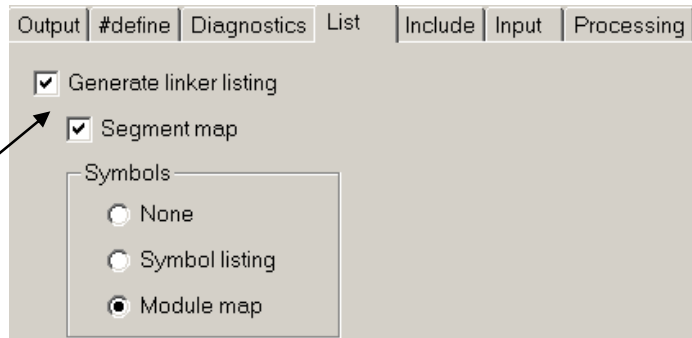 Output #define Diagnostics List Include Input Processing
Generate linker listing
Segment map
Symbols
None
Symbol listing
Module map